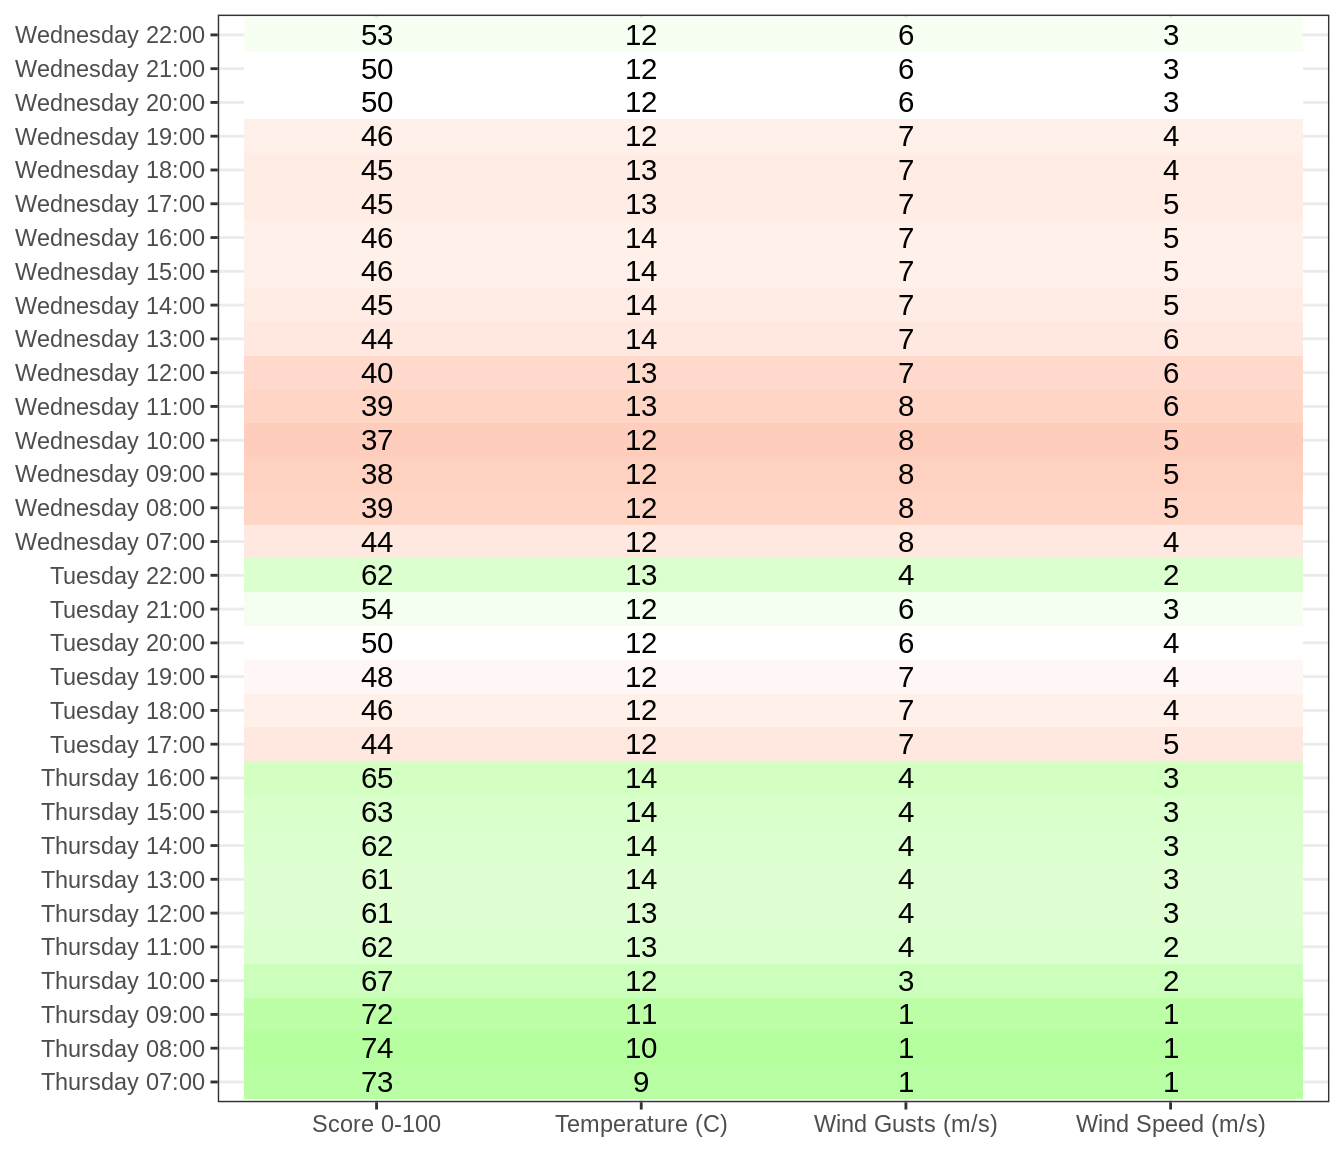 Wednesday 22:00 53 12 6 3
Wednesday 21:00 50 12 6 3
Wednesday 20:00 50 12 6 3
Wednesday 19:00 46 12 7 4
Wednesday 18:00 45 13 7 4
Wednesday 17:00 45 13 7 5
Wednesday 16:00 46 14 7 5
Wednesday 15:00 46 14 7 5
Wednesday 14:00 45 14 7 5
Wednesday 13:00 44 14 7 6
Wednesday 12:00 40 13 7 6
Wednesday 11:00 39 13 8 6
Wednesday 10:00 37 12 8 5
Wednesday 09:00 38 12 8 5
Wednesday 08:00 39 12 8 5
Wednesday 07:00 44 12 8 4
Tuesday 22:00 62 13 4 2
Tuesday 21:00 54 12 6 3
Tuesday 20:00 50 12 6 4
Tuesday 19:00 48 12 7 4
Tuesday 18:00 46 12 7 4
Tuesday 17:00 44 12 7 5
Thursday 16:00 65 14 4 3
Thursday 15:00 63 14 4 3
Thursday 14:00 62 14 4 3
Thursday 13:00 61 14 4 3
Thursday 12:00 61 13 4 3
Thursday 11:00 62 13 4 2
Thursday 10:00 67 12 3 2
Thursday 09:00 72 11 1 1
Thursday 08:00 74 10 1 1
Thursday 07:00 73 9 1 1
Score 0-100 Temperature (C) Wind Gusts (m/s) Wind Speed (m/s)